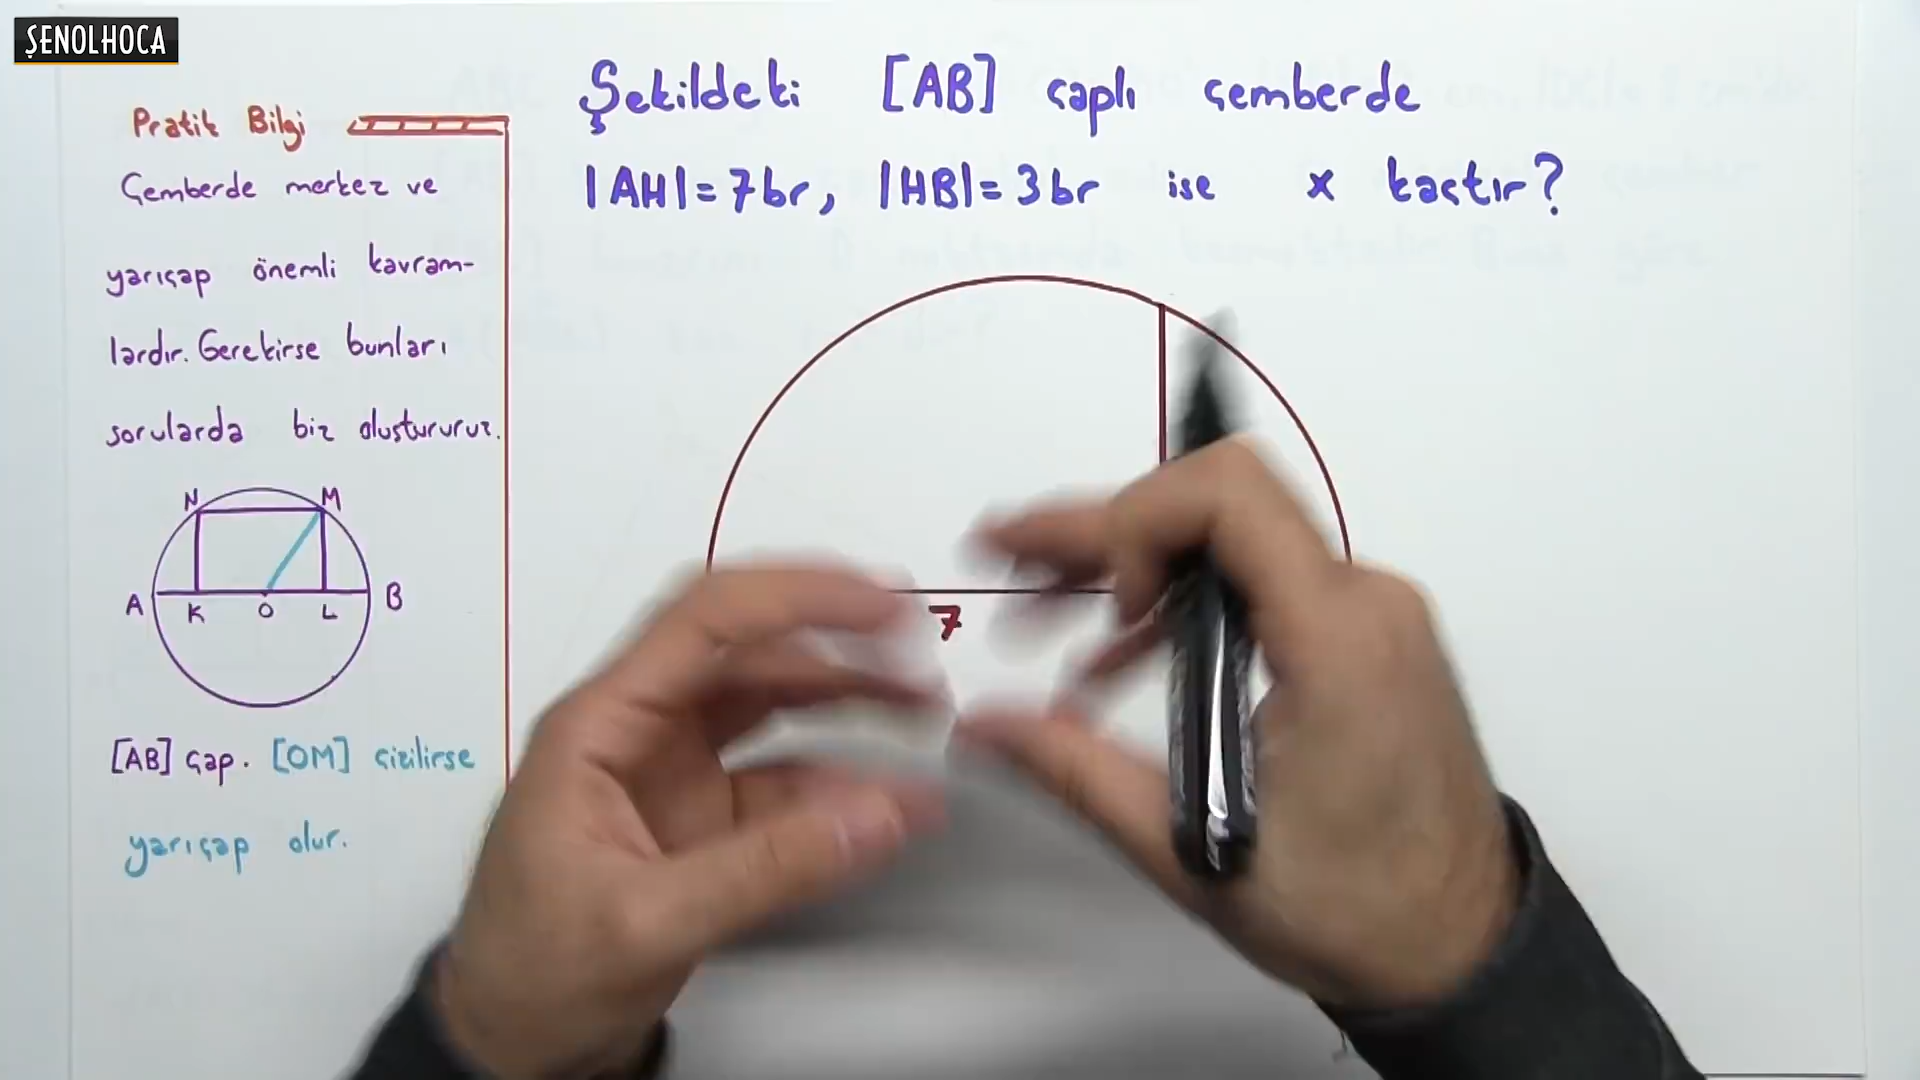 ŞENOLHOCA
Pratik Bilgi
Çemberde merkez ve
yarıçap önemli kavram-
lardır. Gerekirse bunları
sorularda biz oluştururuz.
N M
A K O L B
[AB] çap. [OM] çizilirse
yarıçap olur.
Şekildeki [AB] çaplı çemberde
|AH|=7br, |HB|=3br ise x kaçtır?
7